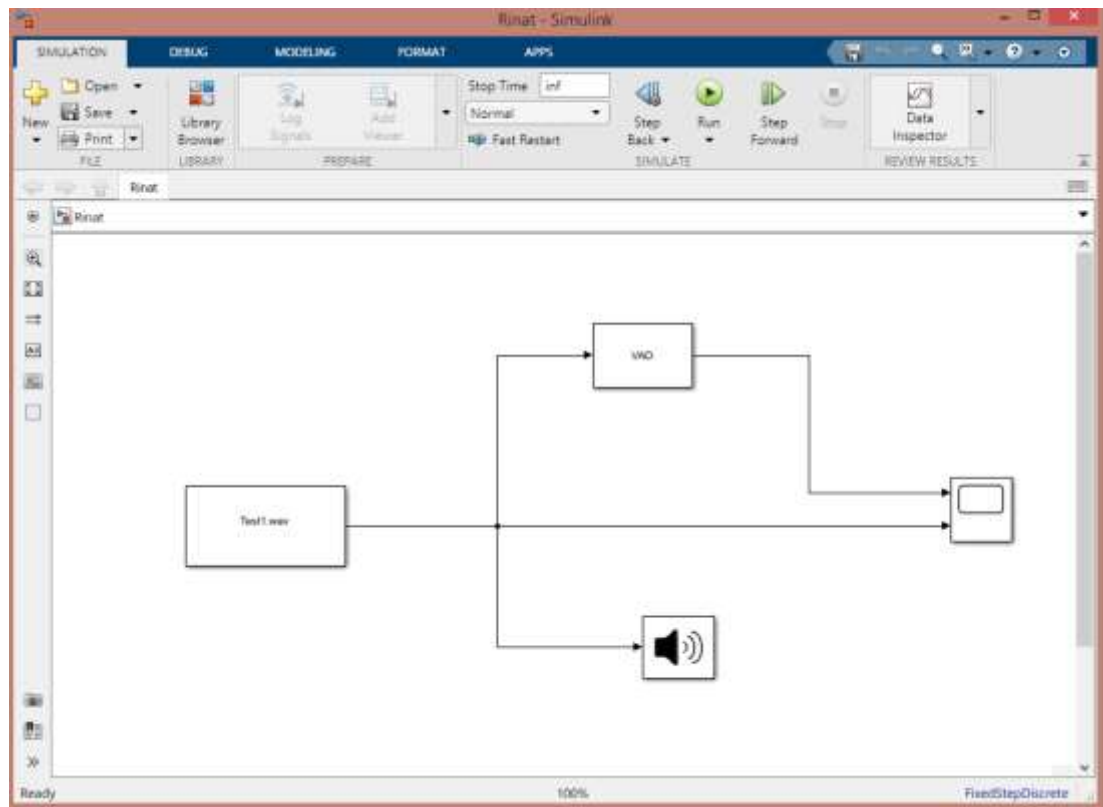 Rinat - Simulink
SIMULATION DEBUG MODELING FORMAT APPS
New
Open
Save
Print
FILE
Library
Browser
LIBRARY
Log
Signals
Add
Viewer
PREPARE
Stop Time inf
Normal
Fast Restart
Step
Back
Run
Step
Forward
Stop
SIMULATE
Data
Inspector
REVIEW RESULTS
Rinat
Rinat
VAD
Test1.wav
Ready 100% FixedStepDiscrete